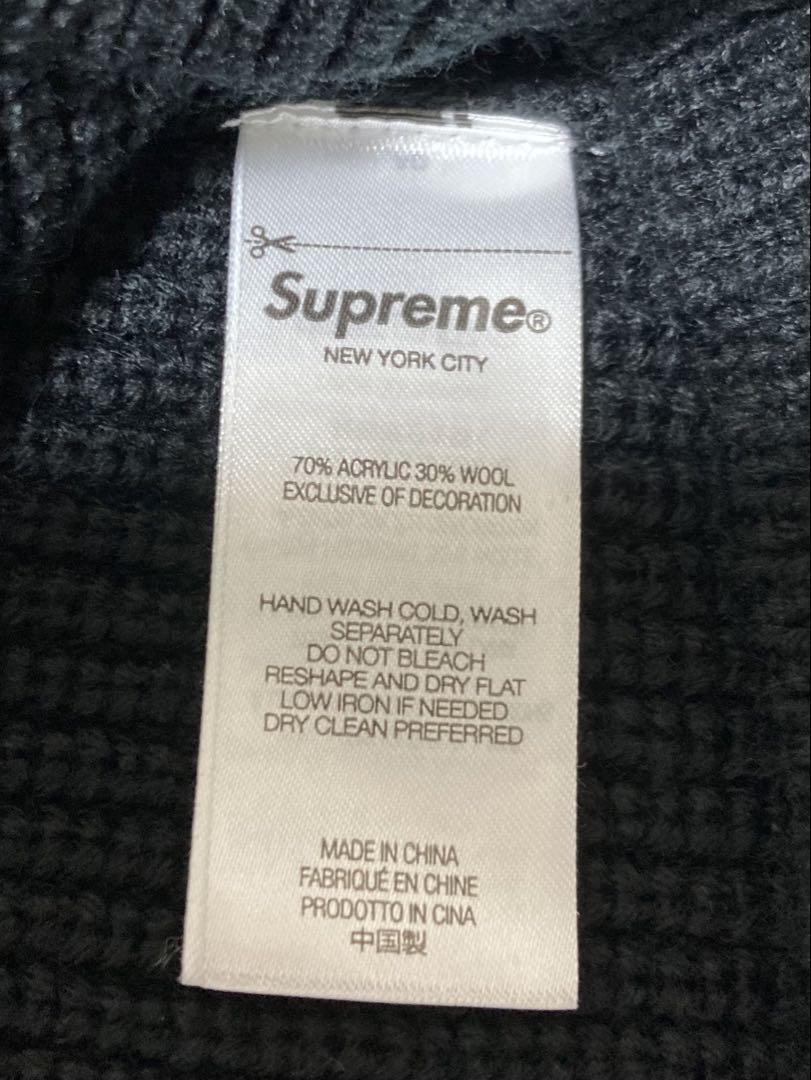 Supreme®
NEW YORK CITY
70% ACRYLIC 30% WOOL
EXCLUSIVE OF DECORATION
HAND WASH COLD, WASH
SEPARATELY
DO NOT BLEACH
RESHAPE AND DRY FLAT
LOW IRON IF NEEDED
DRY CLEAN PREFERRED
MADE IN CHINA
FABRIQUÉ EN CHINE
PRODOTTO IN CINA
中国製